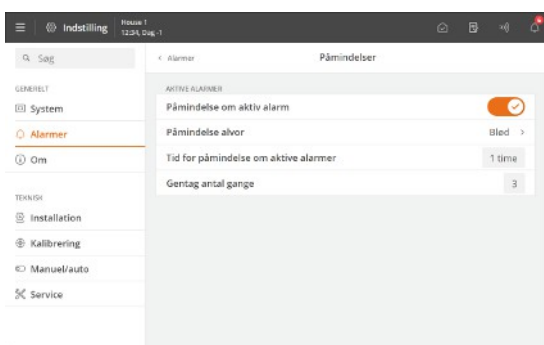 Indstilling
House 1
12:34, Dag -1
Søg
GENERELT
System
Alarmer
Om
TEKNISK
Installation
Kalibrering
Manuel/auto
Service
< Alarmer
Påmindelser
AKTIVE ALARMER
Påmindelse om aktiv alarm
Påmindelse alvor
Blød >
Tid for påmindelse om aktive alarmer
1 time
Gentag antal gange
3